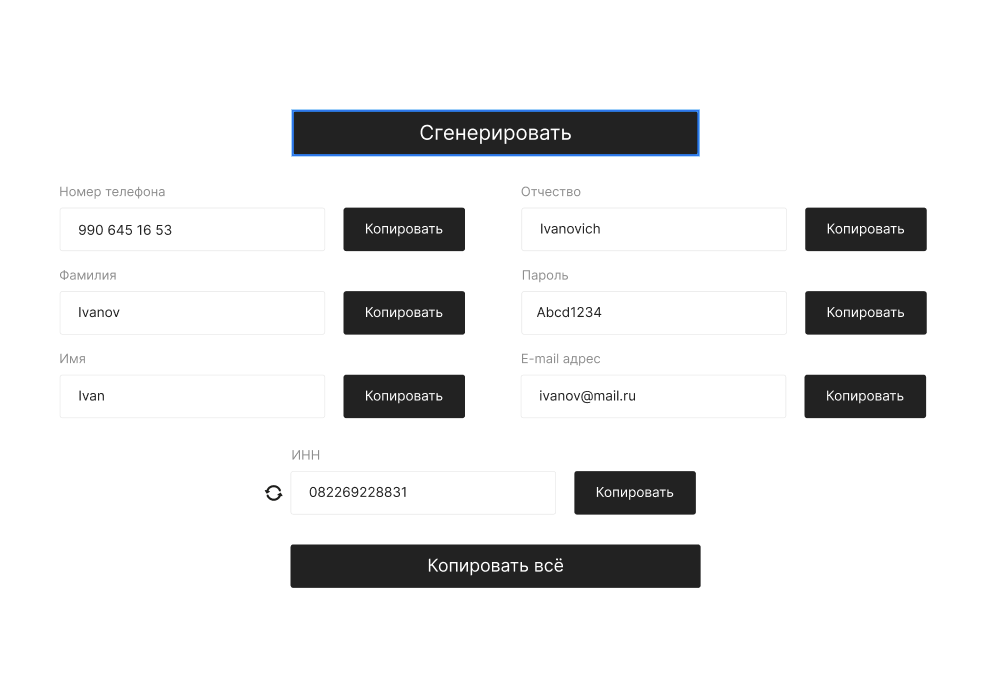 Сгенерировать
Номер телефона
990 645 16 53
Копировать
Отчество
Ivanovich
Копировать
Фамилия
Ivanov
Копировать
Пароль
Abcd1234
Копировать
Имя
Ivan
Копировать
E-mail адрес
ivanov@mail.ru
Копировать
ИНН
082269228831
Копировать
Копировать всё